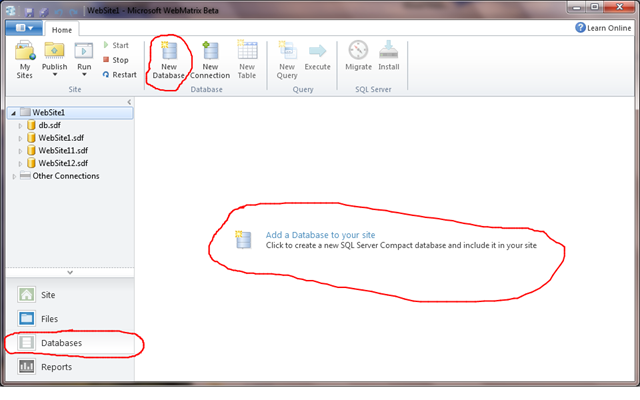 WebSite1 - Microsoft WebMatrix Beta
Home
Learn Online
My Sites
Publish
Run
Start
Stop
Restart
New Database
New Connection
New Table
New Query
Execute
Migrate
Install
Site
Database
Query
SQL Server
WebSite1
db.sdf
WebSite1.sdf
WebSite11.sdf
WebSite12.sdf
Other Connections
Add a Database to your site
Click to create a new SQL Server Compact database and include it in your site
Site
Files
Databases
Reports